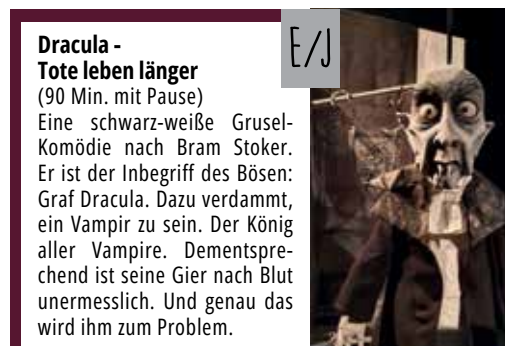 Dracula -
Tote leben länger
(90 Min. mit Pause)
Eine schwarz-weiße Grusel-
Komödie nach Bram Stoker.
Er ist der Inbegriff des Bösen:
Graf Dracula. Dazu verdammt,
ein Vampir zu sein. Der König
aller Vampire. Dementspre-
chend ist seine Gier nach Blut
unermesslich. Und genau das
wird ihm zum Problem.
E/J